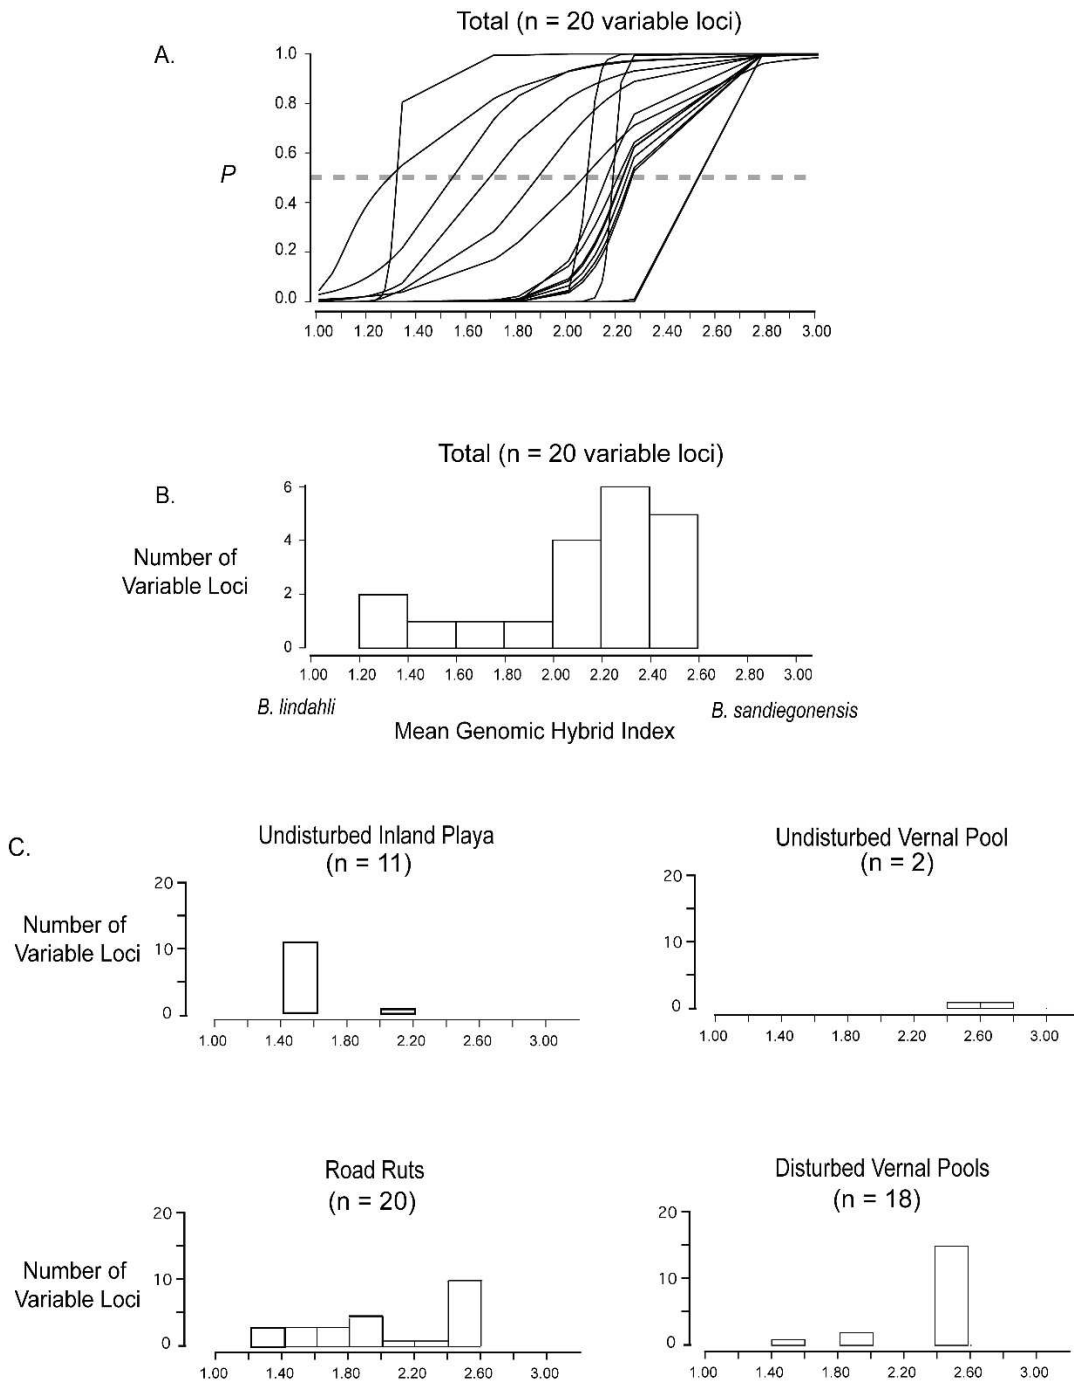 Total (n = 20 variable loci)
A.
1.0
0.8
0.6
P
0.4
0.2
0.0
1.00 1.20 1.40 1.60 1.80 2.00 2.20 2.40 2.60 2.80 3.00
Total (n = 20 variable loci)
B.
6
4
Number of
Variable Loci
2
0
1.00 1.20 1.40 1.60 1.80 2.00 2.20 2.40 2.60 2.80 3.00
B. lindahli
B. sandiegonensis
Mean Genomic Hybrid Index
C.
Undisturbed Inland Playa
(n = 11)
Number of
Variable Loci
20
10
0
1.00 1.40 1.80 2.20 2.60 3.00
Undisturbed Vernal Pool
(n = 2)
20
10
0
1.00 1.40 1.80 2.20 2.60 3.00
Road Ruts
(n = 20)
Number of
Variable Loci
20
10
0
1.00 1.40 1.80 2.20 2.60 3.00
Disturbed Vernal Pools
(n = 18)
20
10
0
1.00 1.40 1.80 2.20 2.60 3.00